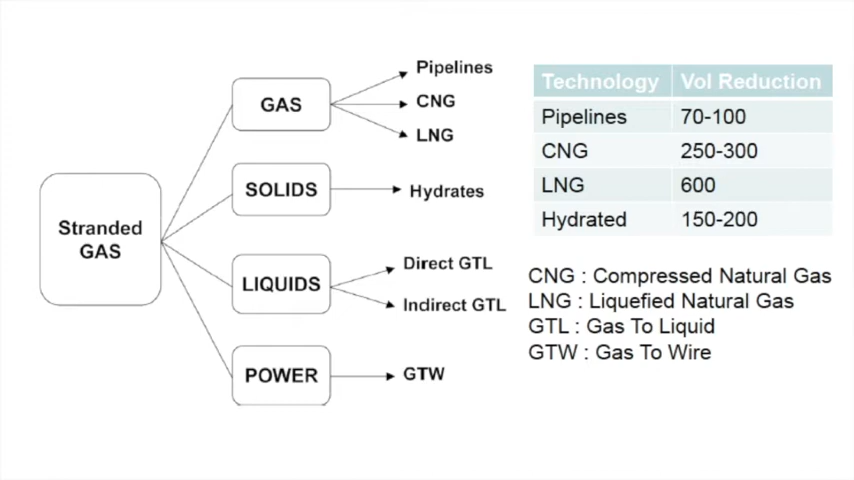 Stranded
GAS
GAS
Pipelines
CNG
LNG
SOLIDS
Hydrates
LIQUIDS
Direct GTL
Indirect GTL
POWER
GTW
Technology Vol Reduction
Pipelines 70-100
CNG 250-300
LNG 600
Hydrated 150-200
CNG : Compressed Natural Gas
LNG : Liquefied Natural Gas
GTL : Gas To Liquid
GTW : Gas To Wire